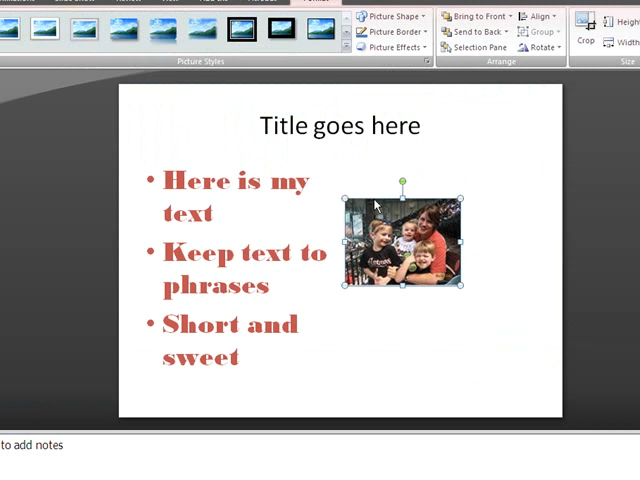 Format
Picture Shape
Bring to Front
Align
Height
Picture Border
Send to Back
Group
Crop
Picture Effects
Selection Pane
Rotate
Width
Picture Styles
Arrange
Size
Title goes here
• Here is my
text
• Keep text to
phrases
• Short and
sweet
to add notes